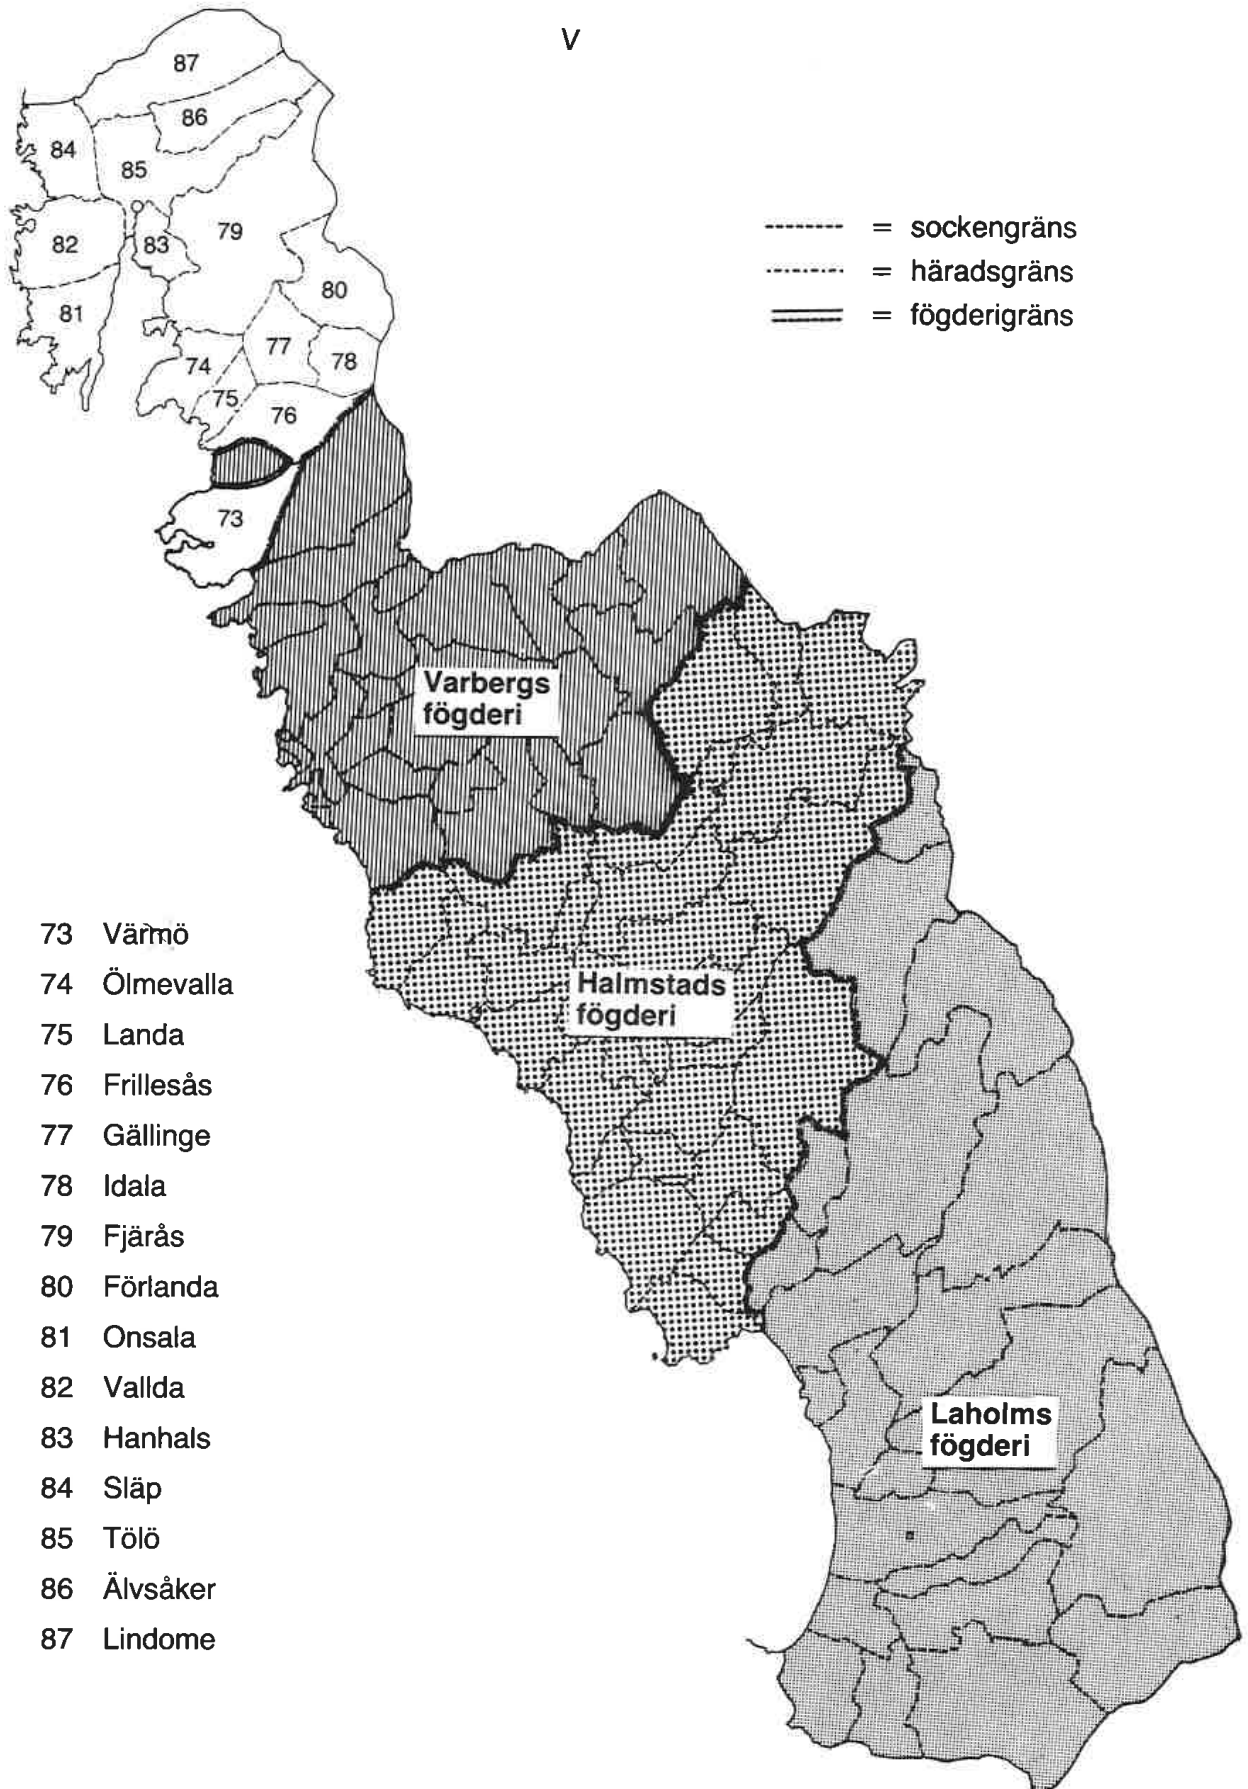 V
87
86
84
85
82
83
79
80
81
77
78
74
75
76
73
---------- = sockengräns
-·-·-·-·- = häradsgräns
= fögderigräns
Varbergs
fögderi
Halmstads
fögderi
Laholms
fögderi
73 Värmö
74 Ölmevalla
75 Landa
76 Frillesås
77 Gällinge
78 Idala
79 Fjärås
80 Förlanda
81 Onsala
82 Vallda
83 Hanhals
84 Släp
85 Tölö
86 Älvsåker
87 Lindome